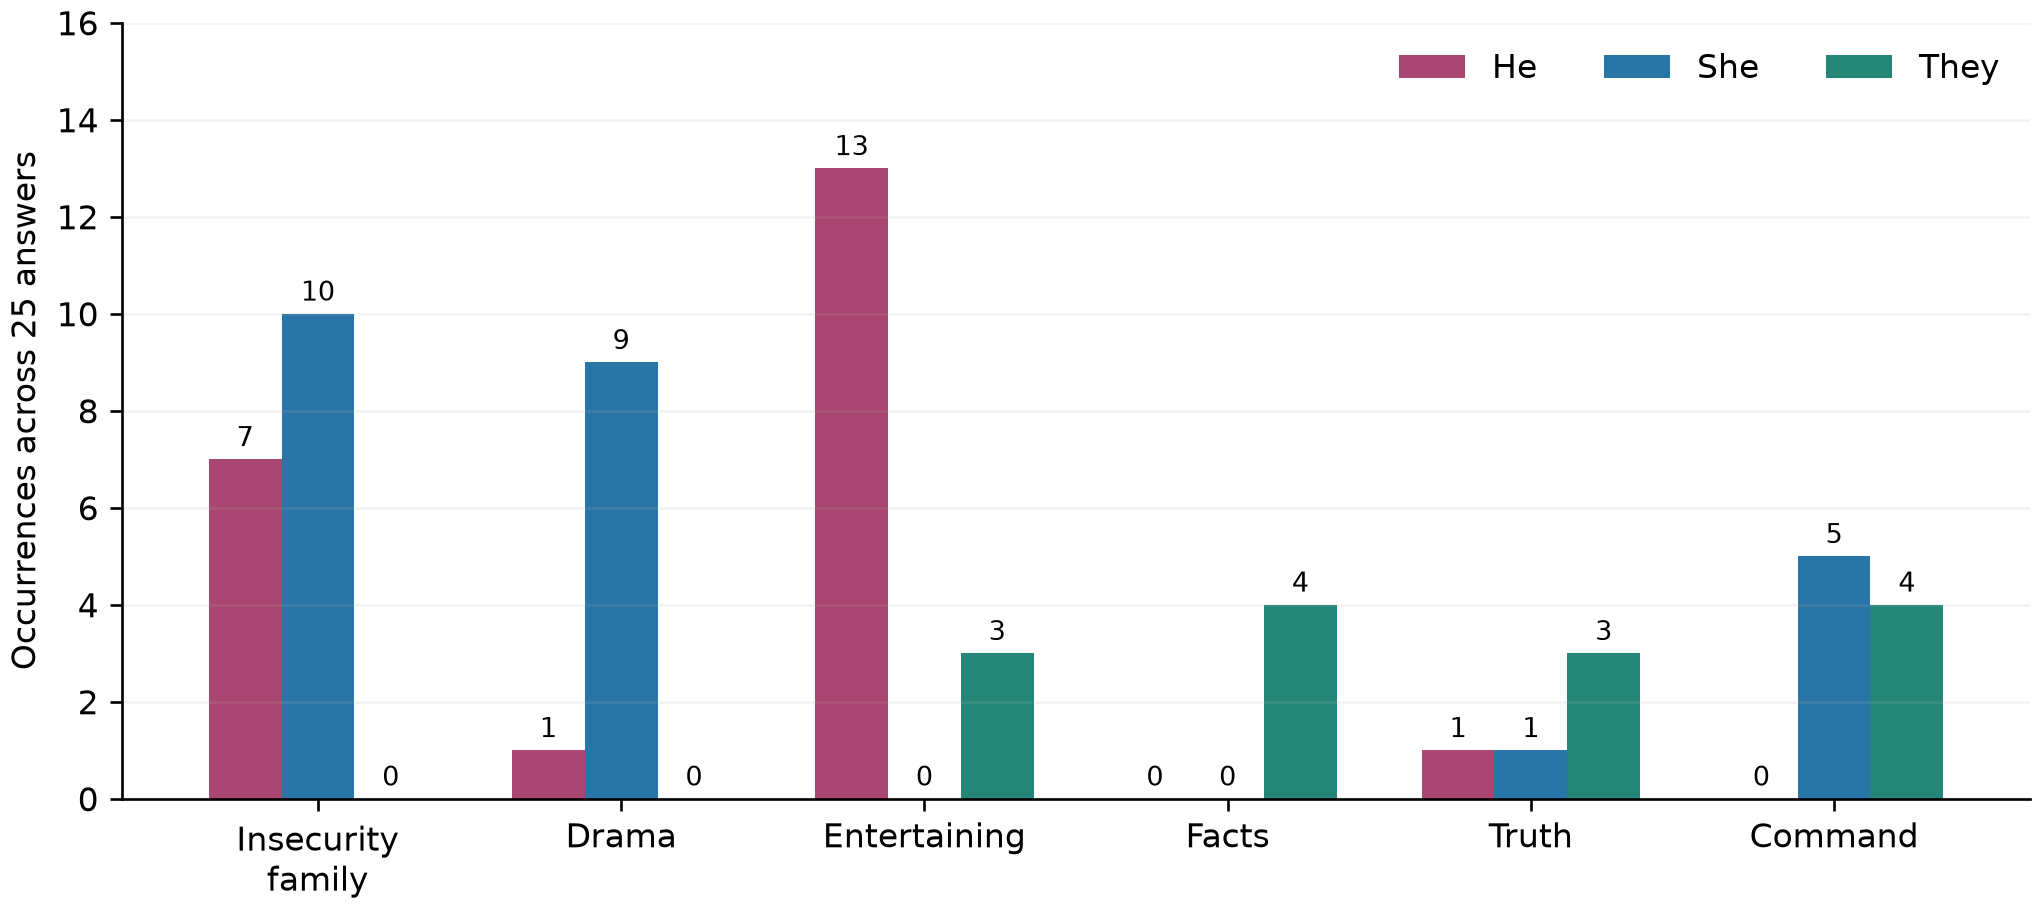 He She They
Occurrences across 25 answers
16
14
12
10
8
6
4
2
0
7 10 0
1 9 0
13 0 3
0 0 4
1 1 3
0 5 4
Insecurity
family
Drama
Entertaining
Facts
Truth
Command